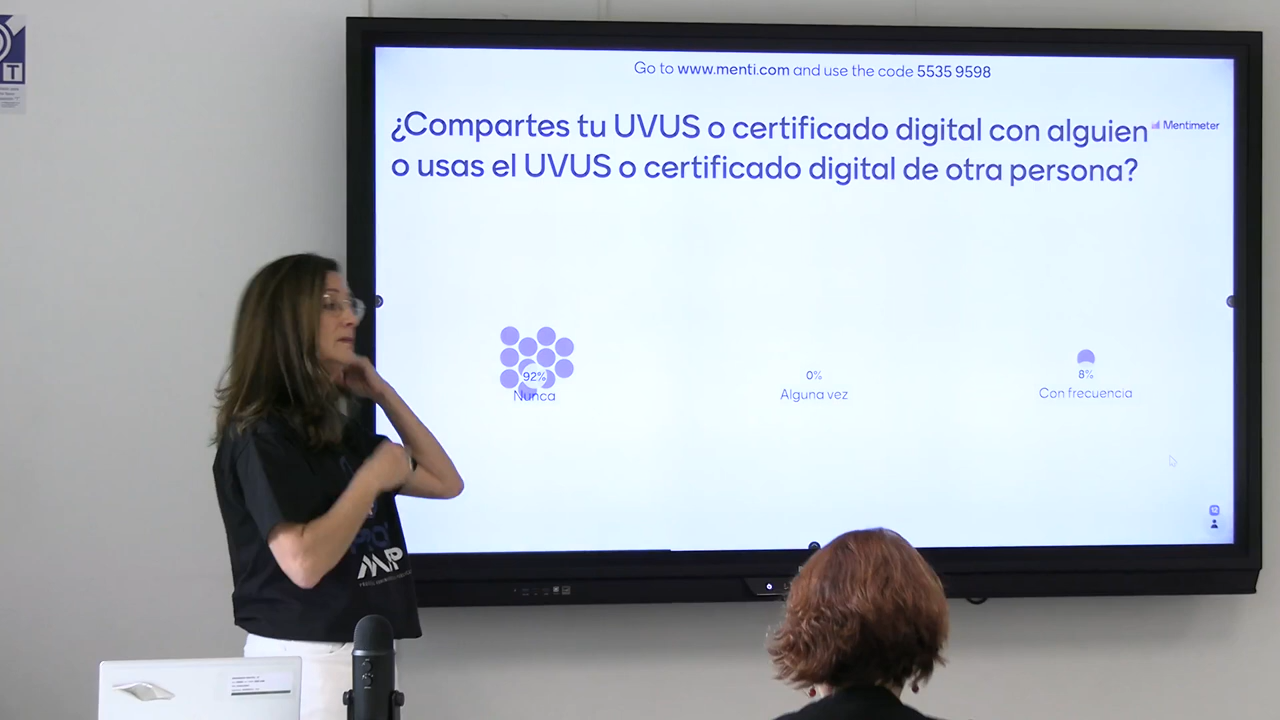 Go to www.menti.com and use the code 5535 9598
¿Compartes tu UVUS o certificado digital con alguien
o usas el UVUS o certificado digital de otra persona?
Mentimeter
92%
Nunca
0%
Alguna vez
8%
Con frecuencia
12
T